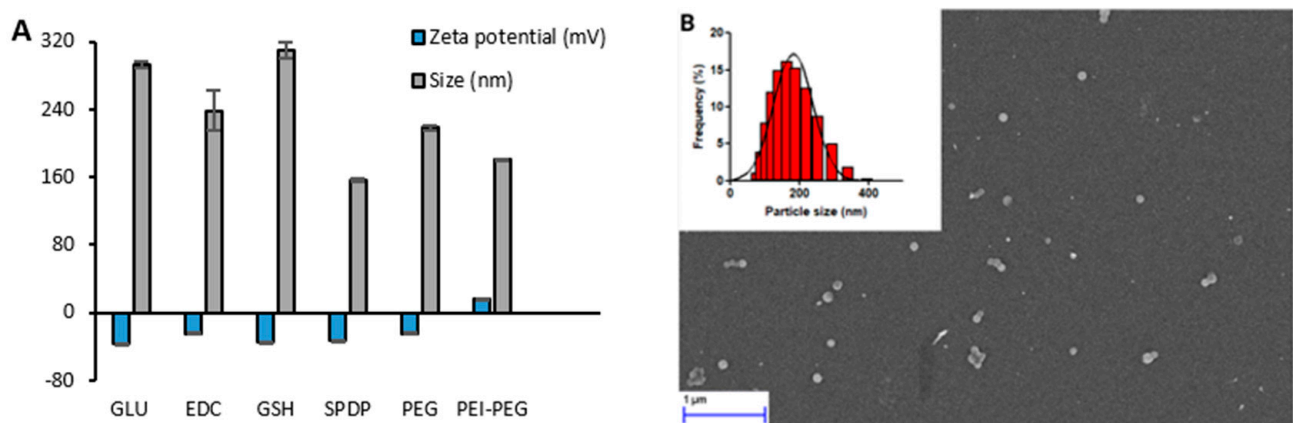 A
320
240
160
80
0
-80
Zeta potential (mV)
Size (nm)
GLU EDC GSH SPDP PEG PEI-PEG
B
20
15
10
5
0
Frequency (%)
0 200 400
Particle size (nm)
1 µm